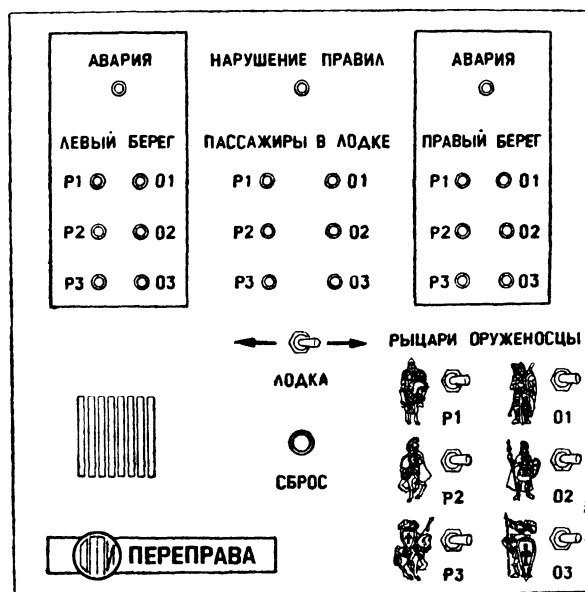 АВАРИЯ НАРУШЕНИЕ ПРАВИЛ АВАРИЯ
ЛЕВЫЙ БЕРЕГ ПАССАЖИРЫ В ЛОДКЕ ПРАВЫЙ БЕРЕГ
Р1 О1 Р1 О1 Р1 О1
Р2 О2 Р2 О2 Р2 О2
Р3 О3 Р3 О3 Р3 О3
РЫЦАРИ ОРУЖЕНОСЦЫ
ЛОДКА
Р1 О1
СБРОС
Р2 О2
ПЕРЕПРАВА
Р3 О3